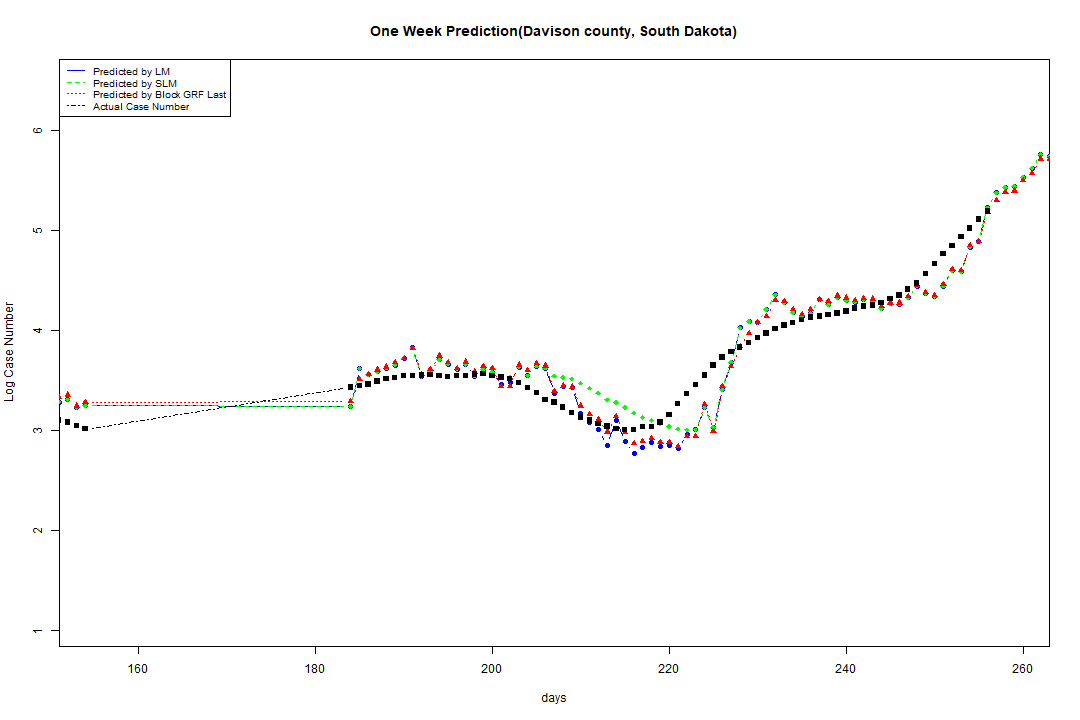 One Week Prediction(Davison county, South Dakota)
Predicted by LM
Predicted by SLM
Predicted by Block GRF Last
Actual Case Number
6
5
4
3
2
1
Log Case Number
160 180 200 220 240 260
days